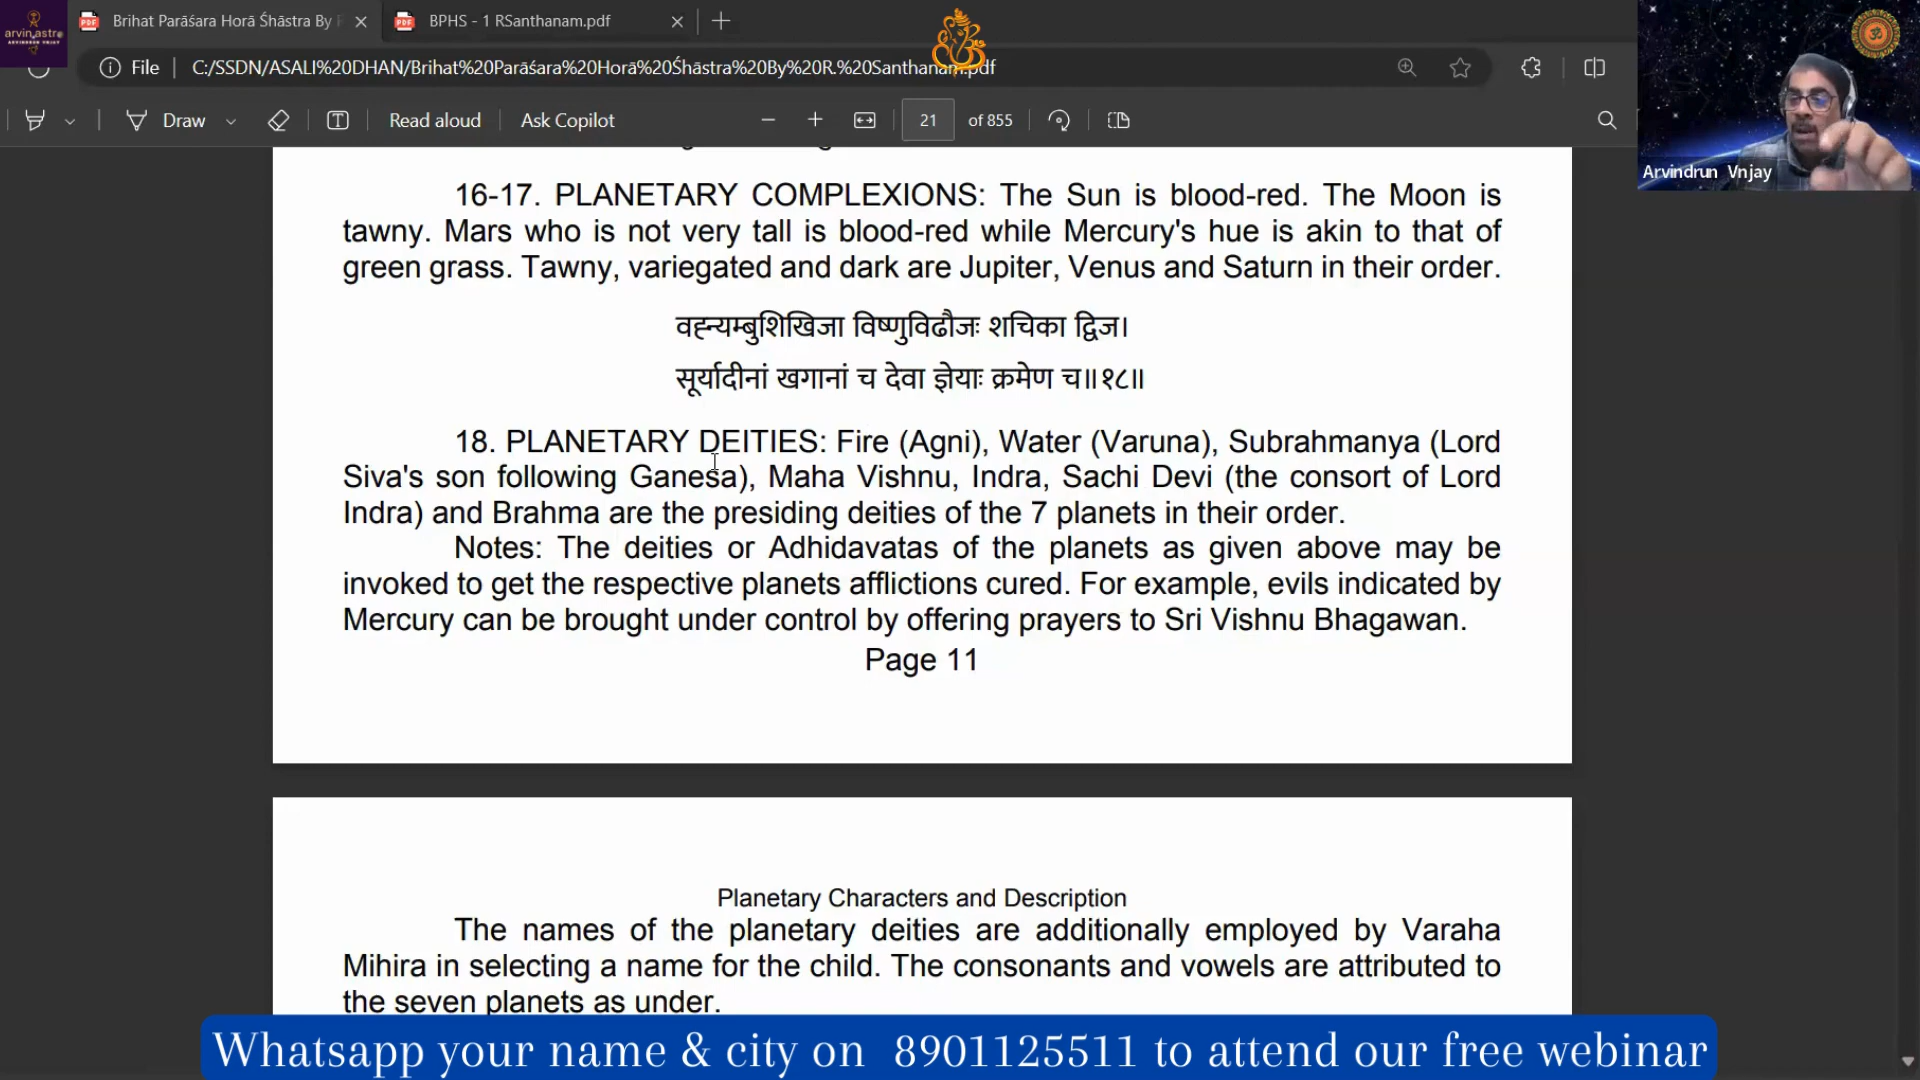 arvin astro
ARVINDRUN VNJAY
Brihat Parāśara Horā Śhāstra By
BPHS - 1 RSanthanam.pdf
File
C:/SSDN/ASALI%20DHAN/Brihat%20Parāśara%20Horā%20Śhāstra%20By%20R.%20Santhanam.pdf
Draw
Read aloud
Ask Copilot
21
of 855
Arvindrun Vnjay
16-17. PLANETARY COMPLEXIONS: The Sun is blood-red. The Moon is
tawny. Mars who is not very tall is blood-red while Mercury's hue is akin to that of
green grass. Tawny, variegated and dark are Jupiter, Venus and Saturn in their order.
वह्न्यम्बुशिखिजा विष्णुविढौजः शचिका द्विज।
सूर्यादीनां खगानां च देवा ज्ञेयाः क्रमेण च॥१८॥
18. PLANETARY DEITIES: Fire (Agni), Water (Varuna), Subrahmanya (Lord
Siva's son following Ganesa), Maha Vishnu, Indra, Sachi Devi (the consort of Lord
Indra) and Brahma are the presiding deities of the 7 planets in their order.
Notes: The deities or Adhidavatas of the planets as given above may be
invoked to get the respective planets afflictions cured. For example, evils indicated by
Mercury can be brought under control by offering prayers to Sri Vishnu Bhagawan.
Page 11
Planetary Characters and Description
The names of the planetary deities are additionally employed by Varaha
Mihira in selecting a name for the child. The consonants and vowels are attributed to
the seven planets as under.
Whatsapp your name & city on 8901125511 to attend our free webinar